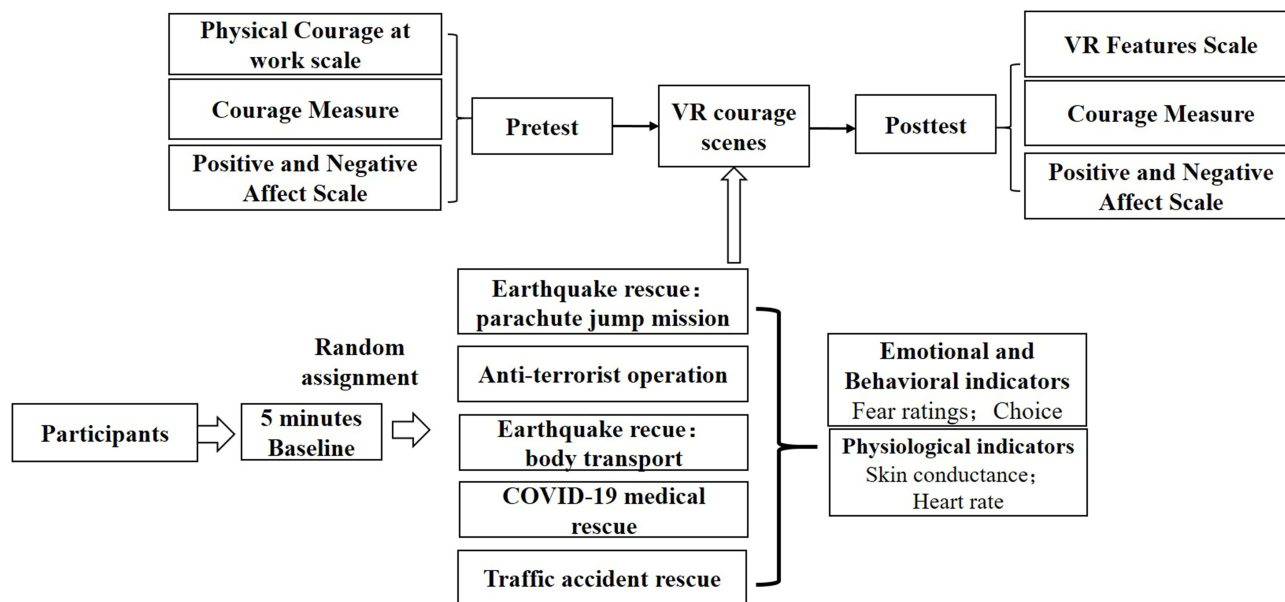 Physical Courage at
work scale
Courage Measure
Positive and Negative
Affect Scale
Pretest
VR courage
scenes
Posttest
VR Features Scale
Courage Measure
Positive and Negative
Affect Scale
Participants
5 minutes
Baseline
Random
assignment
Earthquake rescue：
parachute jump mission
Anti-terrorist operation
Earthquake recue：
body transport
COVID-19 medical
rescue
Traffic accident rescue
Emotional and
Behavioral indicators
Fear ratings； Choice
Physiological indicators
Skin conductance；
Heart rate